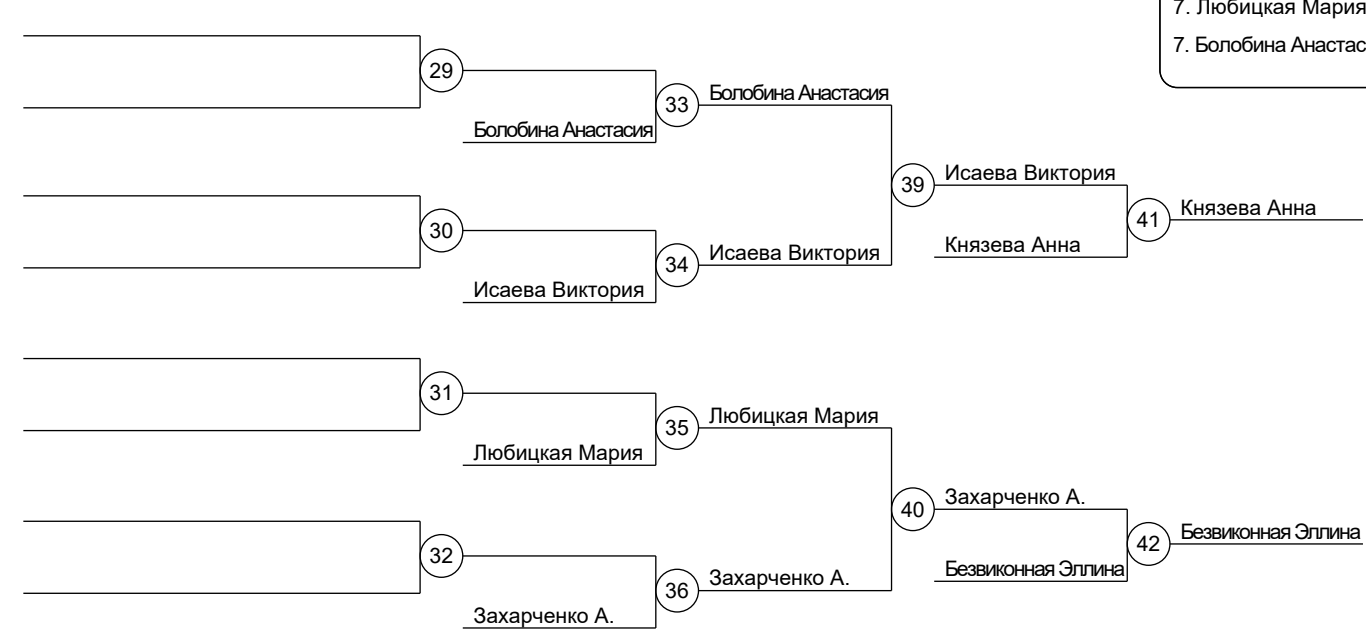 7. Любицкая Мария
7. Болобина Анастас
29
Болобина Анастасия
33
Болобина Анастасия
39
Исаева Виктория
41
Князева Анна
Князева Анна
30
Исаева Виктория
34
Исаева Виктория
31
Любицкая Мария
35
Любицкая Мария
40
Захарченко А.
42
Безвиконная Эллина
Безвиконная Эллина
32
Захарченко А.
36
Захарченко А.